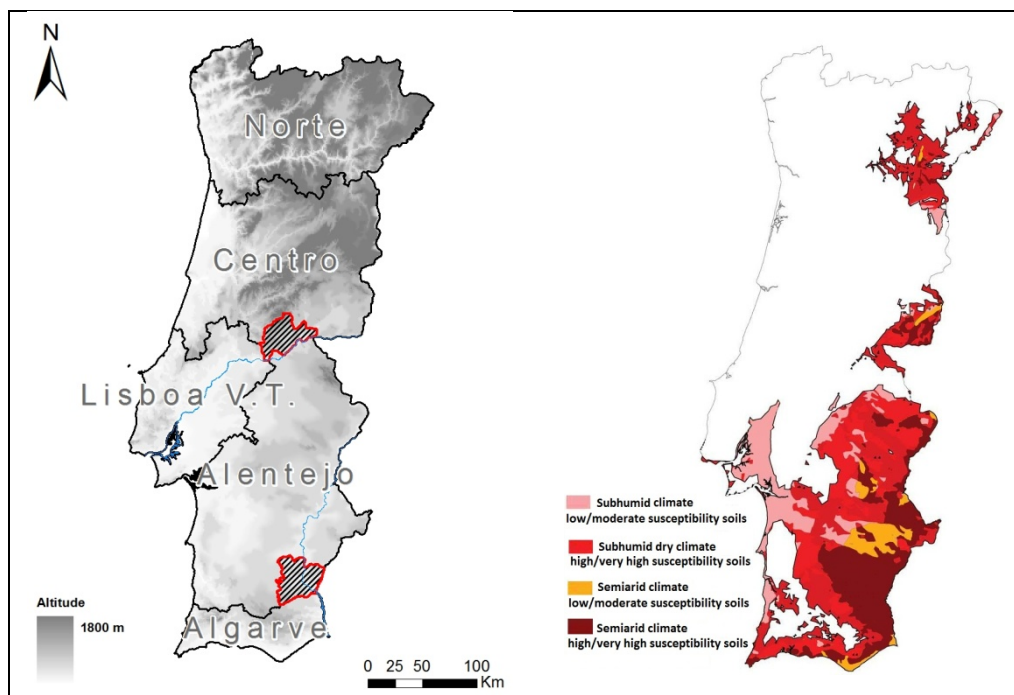 N
Norte
Centro
Lisboa V.T.
Alentejo
Algarve
Altitude
1800 m
0 25 50 100
Km
Subhumid climate
low/moderate susceptibility soils
Subhumid dry climate
high/very high susceptibility soils
Semiarid climate
low/moderate susceptibility soils
Semiarid climate
high/very high susceptibility soils